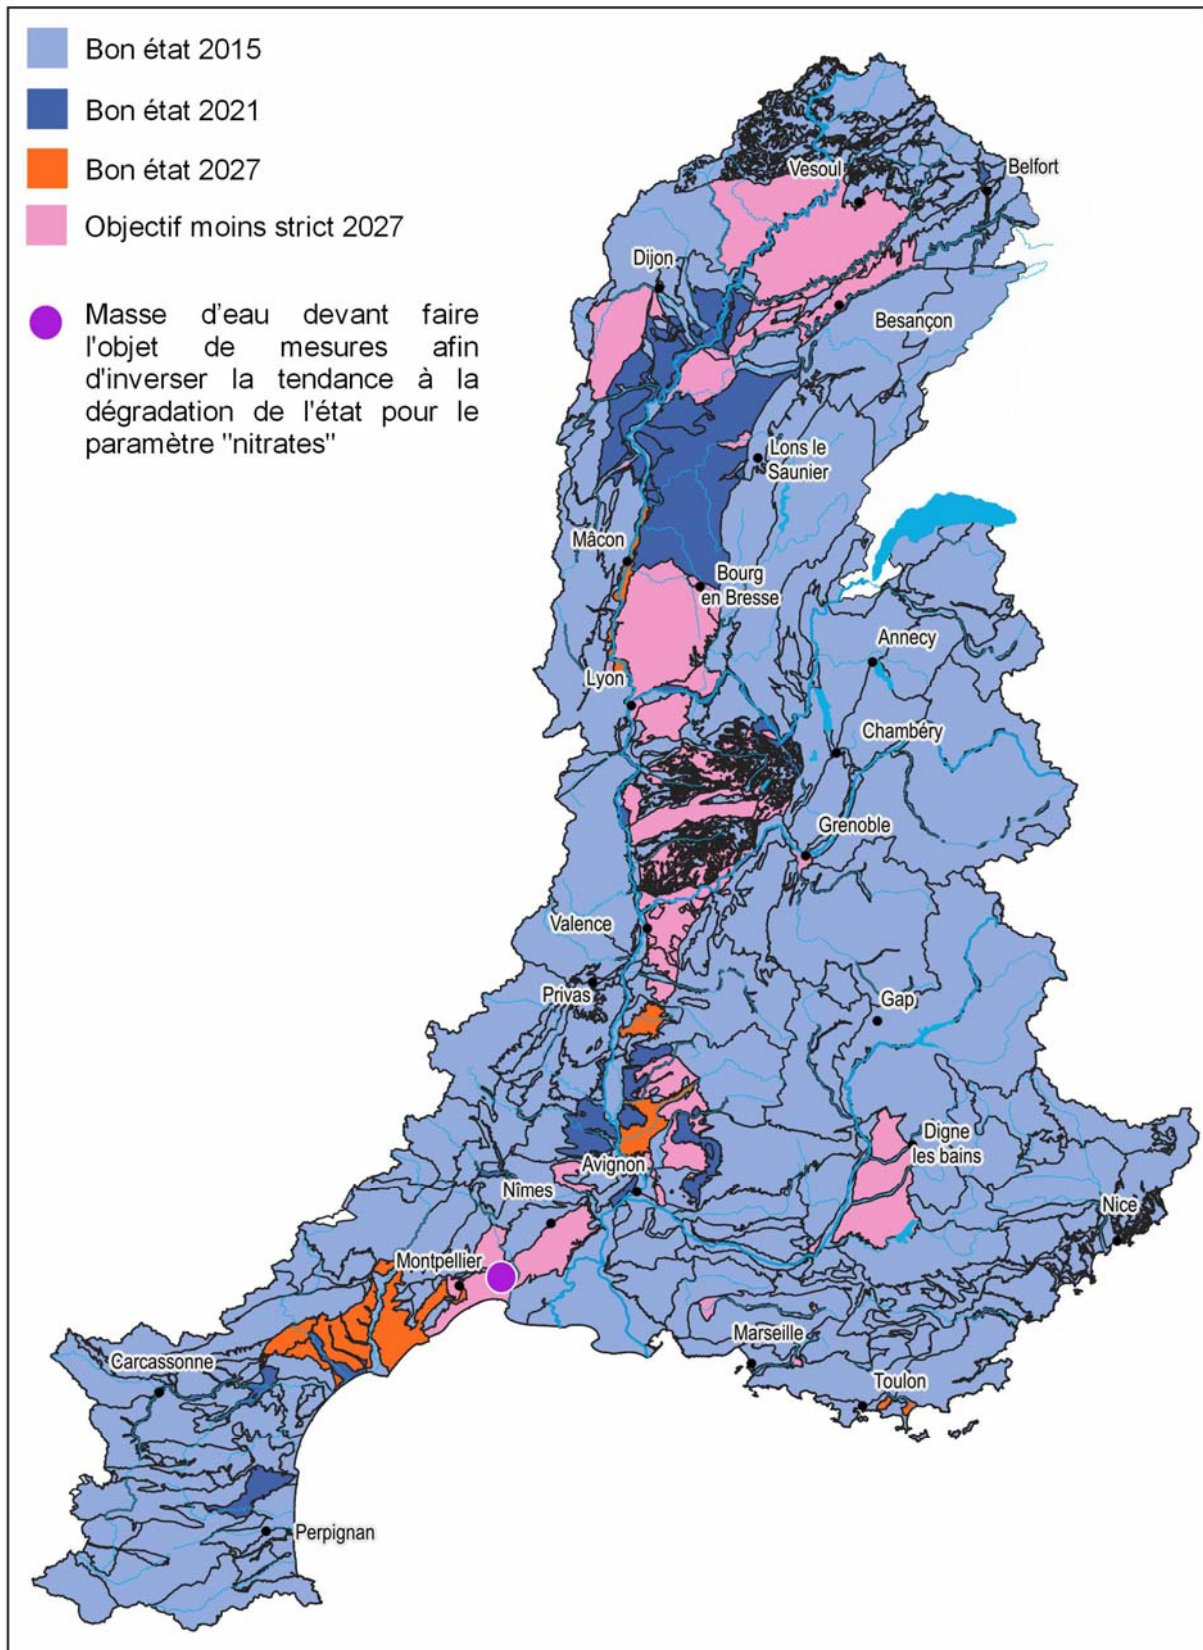 Bon état 2015
Bon état 2021
Bon état 2027
Objectif moins strict 2027
Masse d'eau devant faire
l'objet de mesures afin
d'inverser la tendance à la
dégradation de l'état pour le
paramètre "nitrates"
Vesoul
Belfort
Dijon
Besançon
Lons le
Saunier
Mâcon
Bourg
en Bresse
Annecy
Lyon
Chambéry
Grenoble
Valence
Privas
Gap
Digne
les bains
Avignon
Nîmes
Nice
Montpellier
Marseille
Carcassonne
Toulon
Perpignan